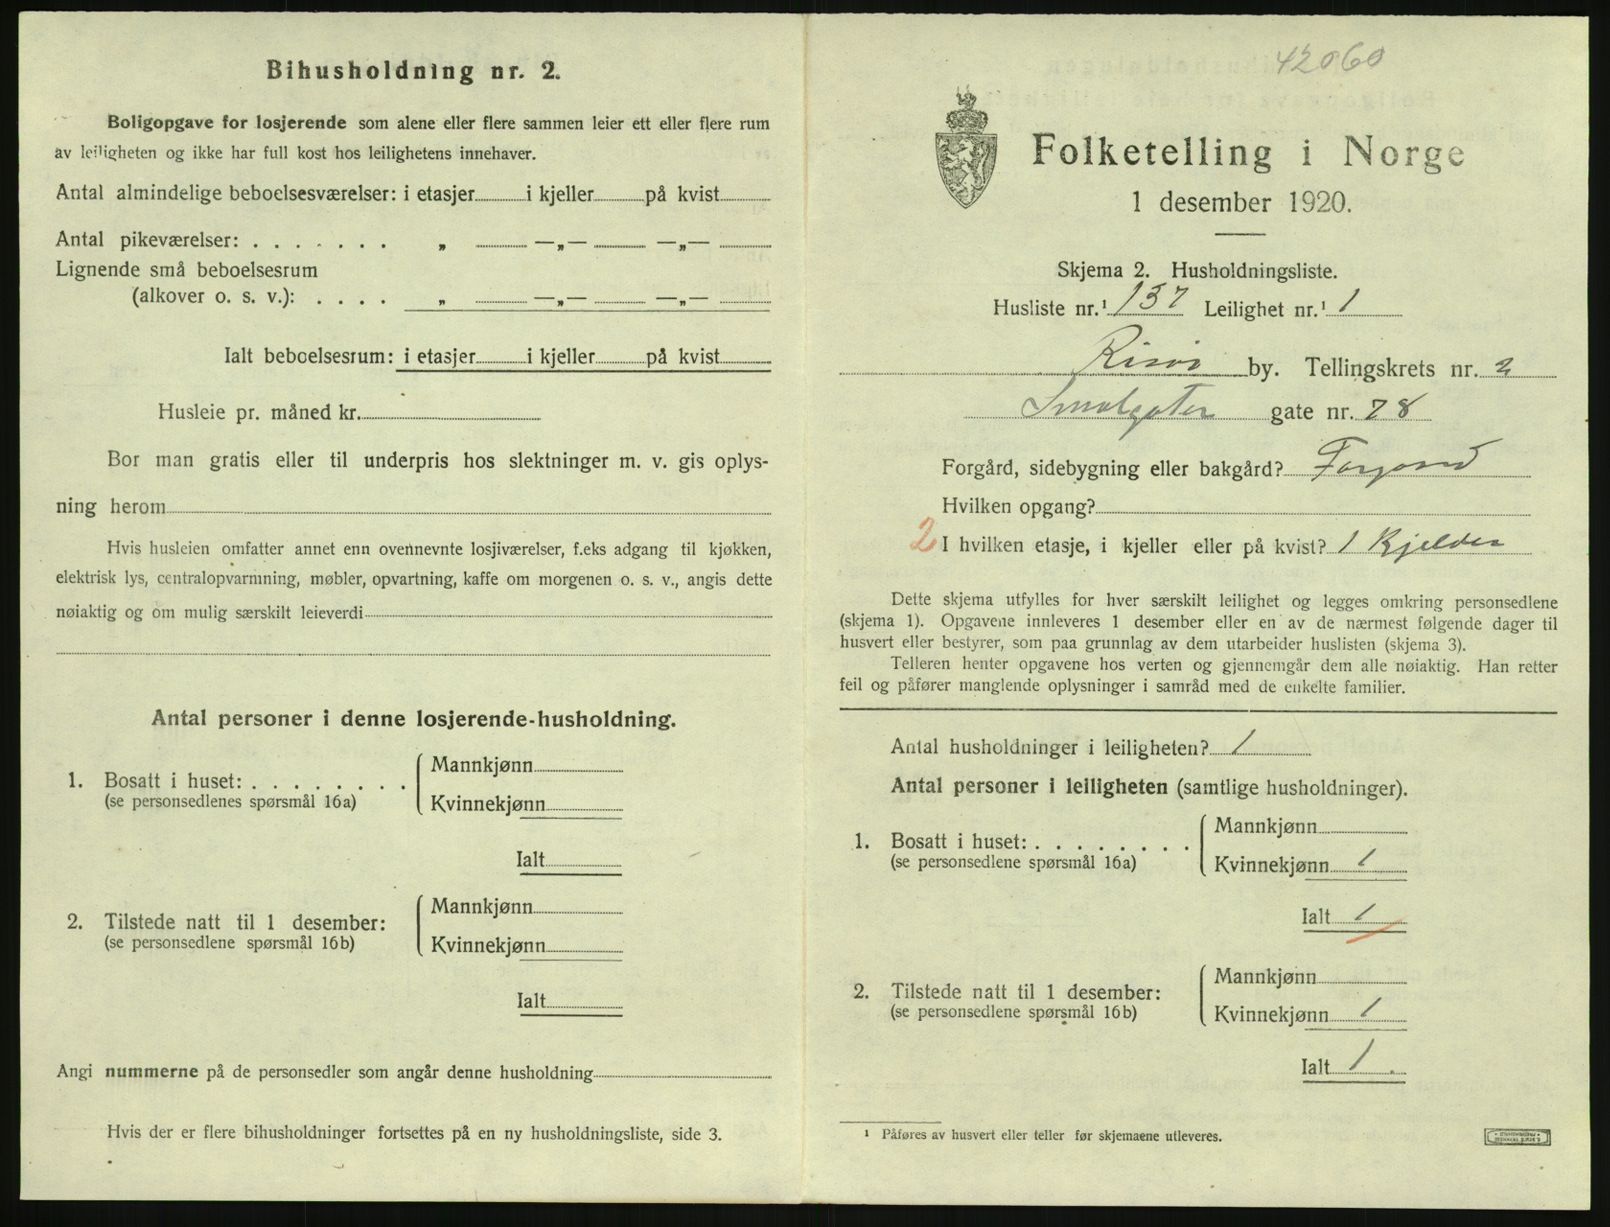 Bihusholdning nr. 2.
Boligopgave for losjerende som alene eller flere sammen leier ett eller flere rum
av leiligheten og ikke har full kost hos leilighetens innehaver.
Antal almindelige beboelsesværelser: i etasjer i kjeller på kvist
Antal pikeværelser: . . . . . . . „ —„— —„—
Lignende små beboelsesrum
(alkover o. s. v.): . . . . „ —„— —„—
Ialt beboelsesrum: i etasjer i kjeller på kvist
Husleie pr. måned kr.
Bor man gratis eller til underpris hos slektninger m. v. gis oplys-
ning herom
Hvis husleien omfatter annet enn ovennevnte losjiværelser, f.eks adgang til kjøkken,
elektrisk lys, centralopvarmning, møbler, opvartning, kaffe om morgenen o. s. v., angis dette
nøiaktig og om mulig særskilt leieverdi
Antal personer i denne losjerende-husholdning.
1. Bosatt i huset: . . . . . . . .
(se personsedlenes spørsmål 16a)
Mannkjønn
Kvinnekjønn
Ialt
2. Tilstede natt til 1 desember:
(se personsedlene spørsmål 16b)
Mannkjønn
Kvinnekjønn
Ialt
Angi nummerne på de personsedler som angår denne husholdning
Hvis der er flere bihusholdninger fortsettes på en ny husholdningsliste, side 3.
42060
Folketelling i Norge
1 desember 1920.
Skjema 2. Husholdningsliste.
Husliste nr.¹ 137 Leilighet nr.¹ 1
Risør by. Tellingskrets nr. 2
Smalgaten gate nr. 78
Forgård, sidebygning eller bakgård? Forgård
Hvilken opgang?
2 I hvilken etasje, i kjeller eller på kvist? 1 Kjelder
Dette skjema utfylles for hver særskilt leilighet og legges omkring personsedlene
(skjema 1). Opgavene innleveres 1 desember eller en av de nærmest følgende dager til
husvert eller bestyrer, som paa grunnlag av dem utarbeider huslisten (skjema 3).
Telleren henter opgavene hos verten og gjennemgår dem alle nøiaktig. Han retter
feil og påfører manglende oplysninger i samråd med de enkelte familier.
Antal husholdninger i leiligheten? 1
Antal personer i leiligheten (samtlige husholdninger).
1. Bosatt i huset: . . . . . . . .
(se personsedlene spørsmål 16a)
Mannkjønn
Kvinnekjønn 1
Ialt 1
2. Tilstede natt til 1 desember:
(se personsedlene spørsmål 16b)
Mannkjønn
Kvinnekjønn 1
Ialt 1
¹ Påføres av husvert eller teller før skjemaene utleveres.